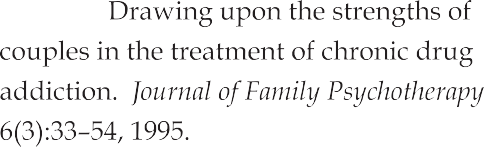 Drawing upon the strengths of
couples in the treatment of chronic drug
addiction. Journal of Family Psychotherapy
6(3):33–54, 1995.